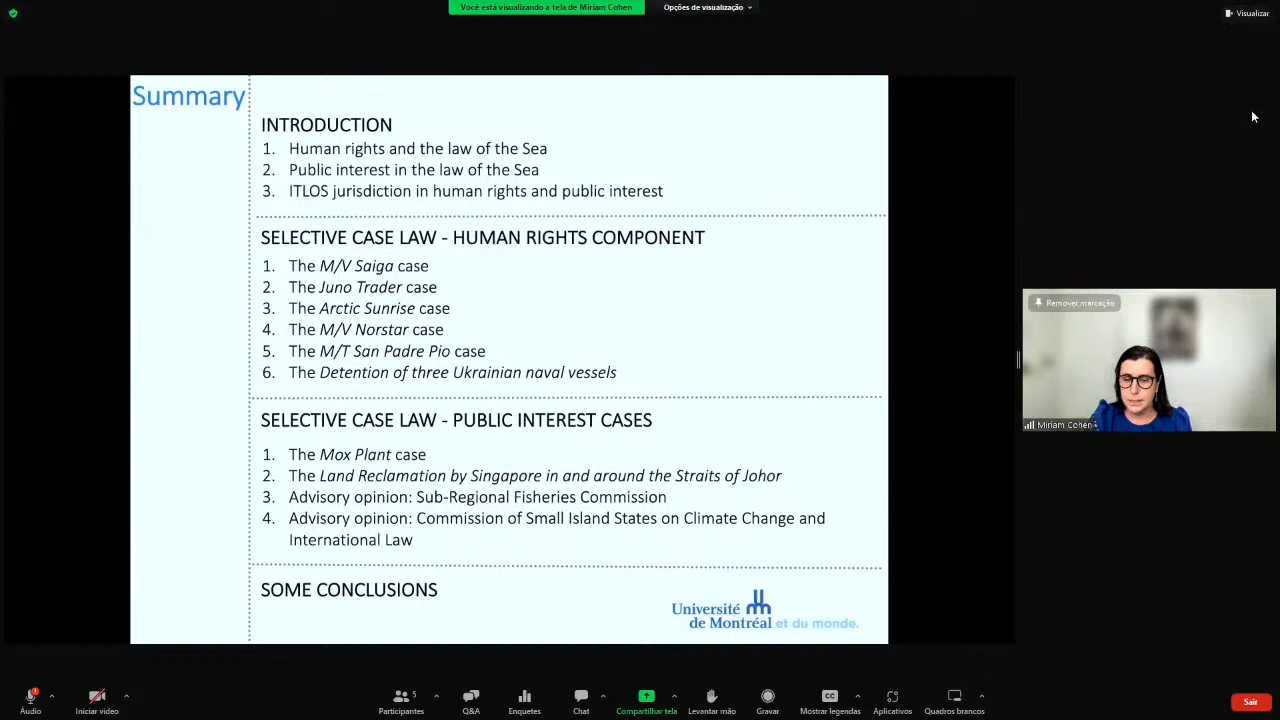 Você está visualizando a tela de Miriam Cohen
Opções de visualização
Visualizar
Summary
INTRODUCTION
1. Human rights and the law of the Sea
2. Public interest in the law of the Sea
3. ITLOS jurisdiction in human rights and public interest
SELECTIVE CASE LAW - HUMAN RIGHTS COMPONENT
1. The M/V Saiga case
2. The Juno Trader case
3. The Arctic Sunrise case
4. The M/V Norstar case
5. The M/T San Padre Pio case
6. The Detention of three Ukrainian naval vessels
SELECTIVE CASE LAW - PUBLIC INTEREST CASES
1. The Mox Plant case
2. The Land Reclamation by Singapore in and around the Straits of Johor
3. Advisory opinion: Sub-Regional Fisheries Commission
4. Advisory opinion: Commission of Small Island States on Climate Change and
International Law
SOME CONCLUSIONS
Université
de Montréal et du monde.
Remover marcação
Miriam Cohen
Áudio
Iniciar vídeo
Participantes 5
Q&A
Enquetes
Chat
Compartilhar tela
Levantar mão
Gravar
CC
Mostrar legendas
Aplicativos
Quadros brancos
Sair